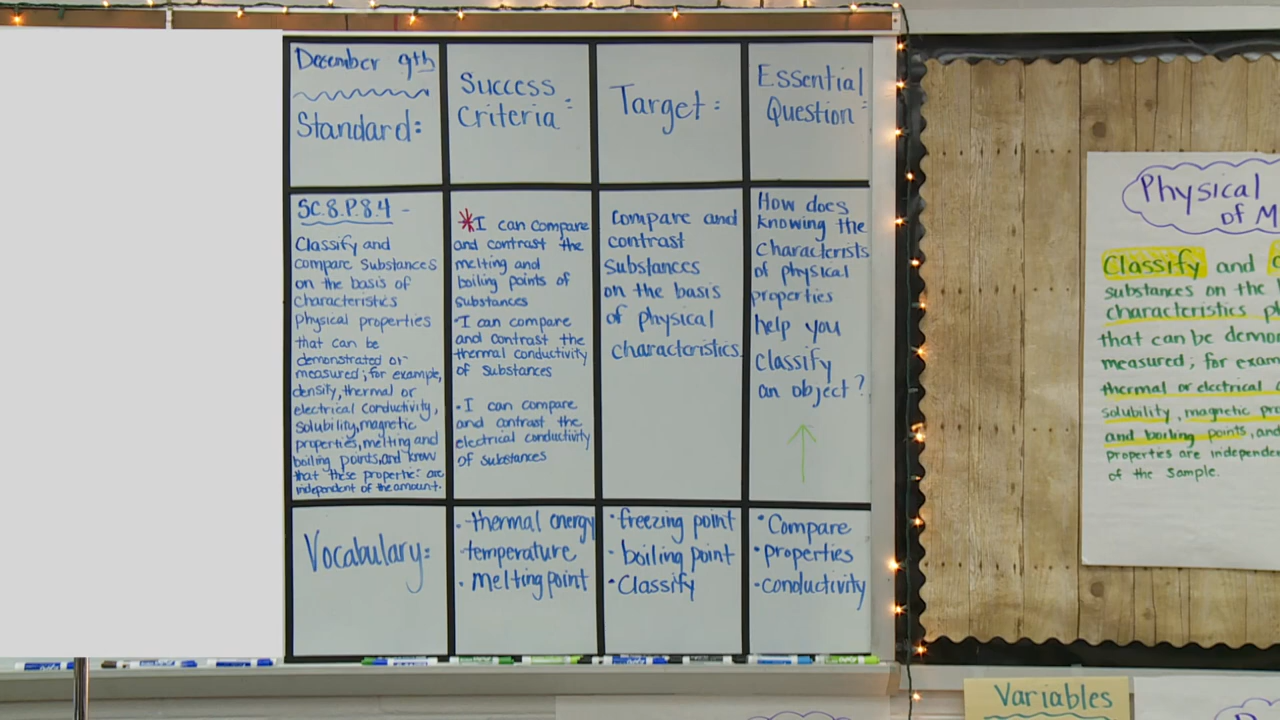 December 9th
Standard:
Success
Criteria:
Target:
Essential
Question:
SC.8.P.8.4 -
Classify and
compare Substances
on the basis of
characteristics
physical properties
that can be
demonstrated or
measured; for example,
density, thermal or
electrical conductivity,
solubility, magnetic
properties, melting and
boiling points, and know
that these properties are
independent of the amount.
*I can compare
and contrast the
melting and
boiling points of
substances
•I can compare
and contrast the
thermal conductivity
of substances
•I can compare
and contrast the
electrical conductivity
of substances
Compare and
contrast
substances
on the basis
of physical
characteristics.
How does
knowing the
Characterists
of physical
properties
help you
Classify
an object?
Vocabulary:
•thermal energy
•temperature
•melting point
•freezing point
•boiling point
•Classify
•Compare
•properties
•conductivity
Physical
of M
Classify and
substances on the
characteristics
that can be
measured; for
thermal or electrical
solubility, magnetic
and boiling points, and
properties are
of the Sample.
Variables